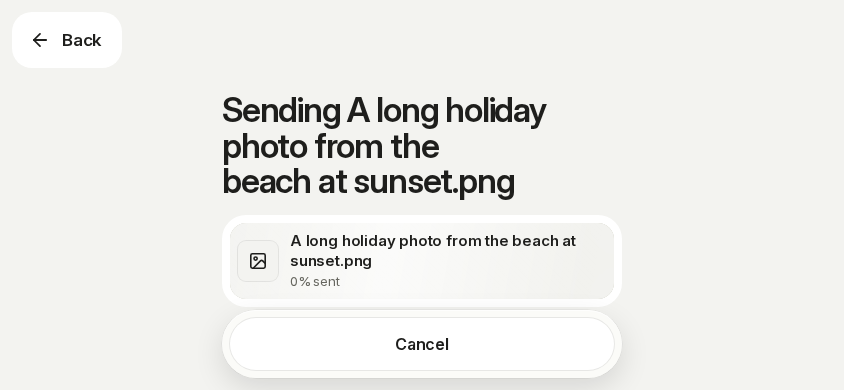 Back
Sending A long holiday
photo from the
beach at sunset.png
A long holiday photo from the beach at
sunset.png
0% sent
Cancel